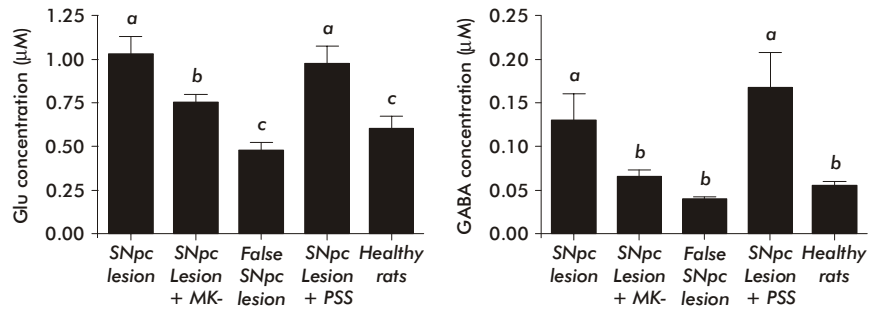 Glu concentration (μM)
1.25
1.00
0.75
0.50
0.25
0.00
a
b
c
a
c
SNpc
lesion
SNpc
Lesion
+ MK-
False
SNpc
lesion
SNpc
Lesion
+ PSS
Healthy
rats
GABA concentration (μM)
0.25
0.20
0.15
0.10
0.05
0.00
a
b
b
a
b
SNpc
lesion
SNpc
Lesion
+ MK-
False
SNpc
lesion
SNpc
Lesion
+ PSS
Healthy
rats